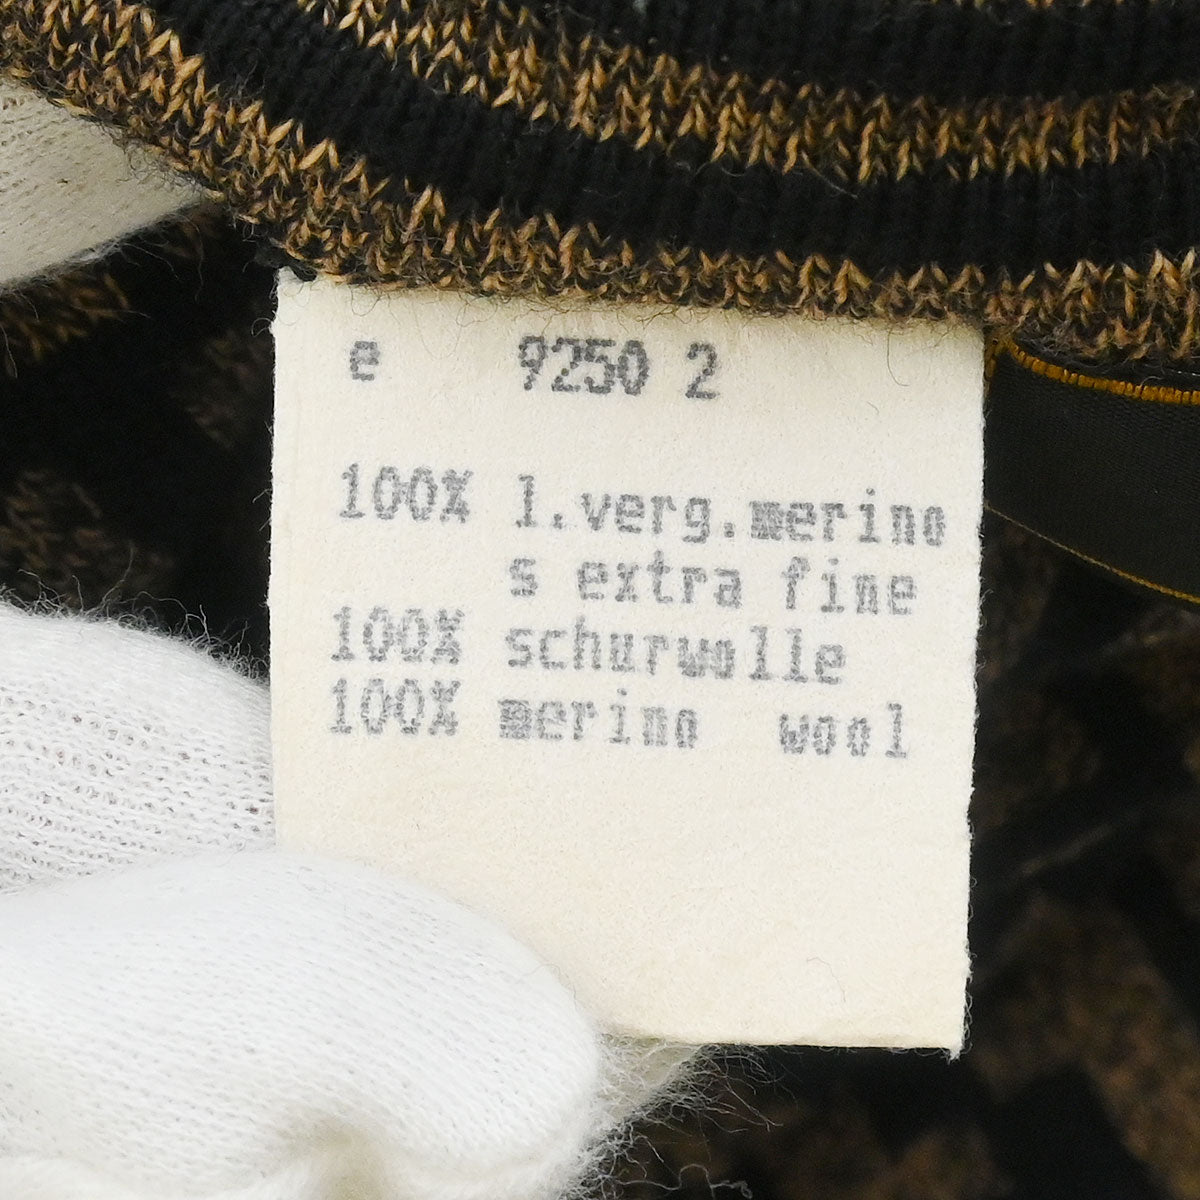 e 9250 2
100% l.verg.merino
s extra fine
100% schurwolle
100% merino wool